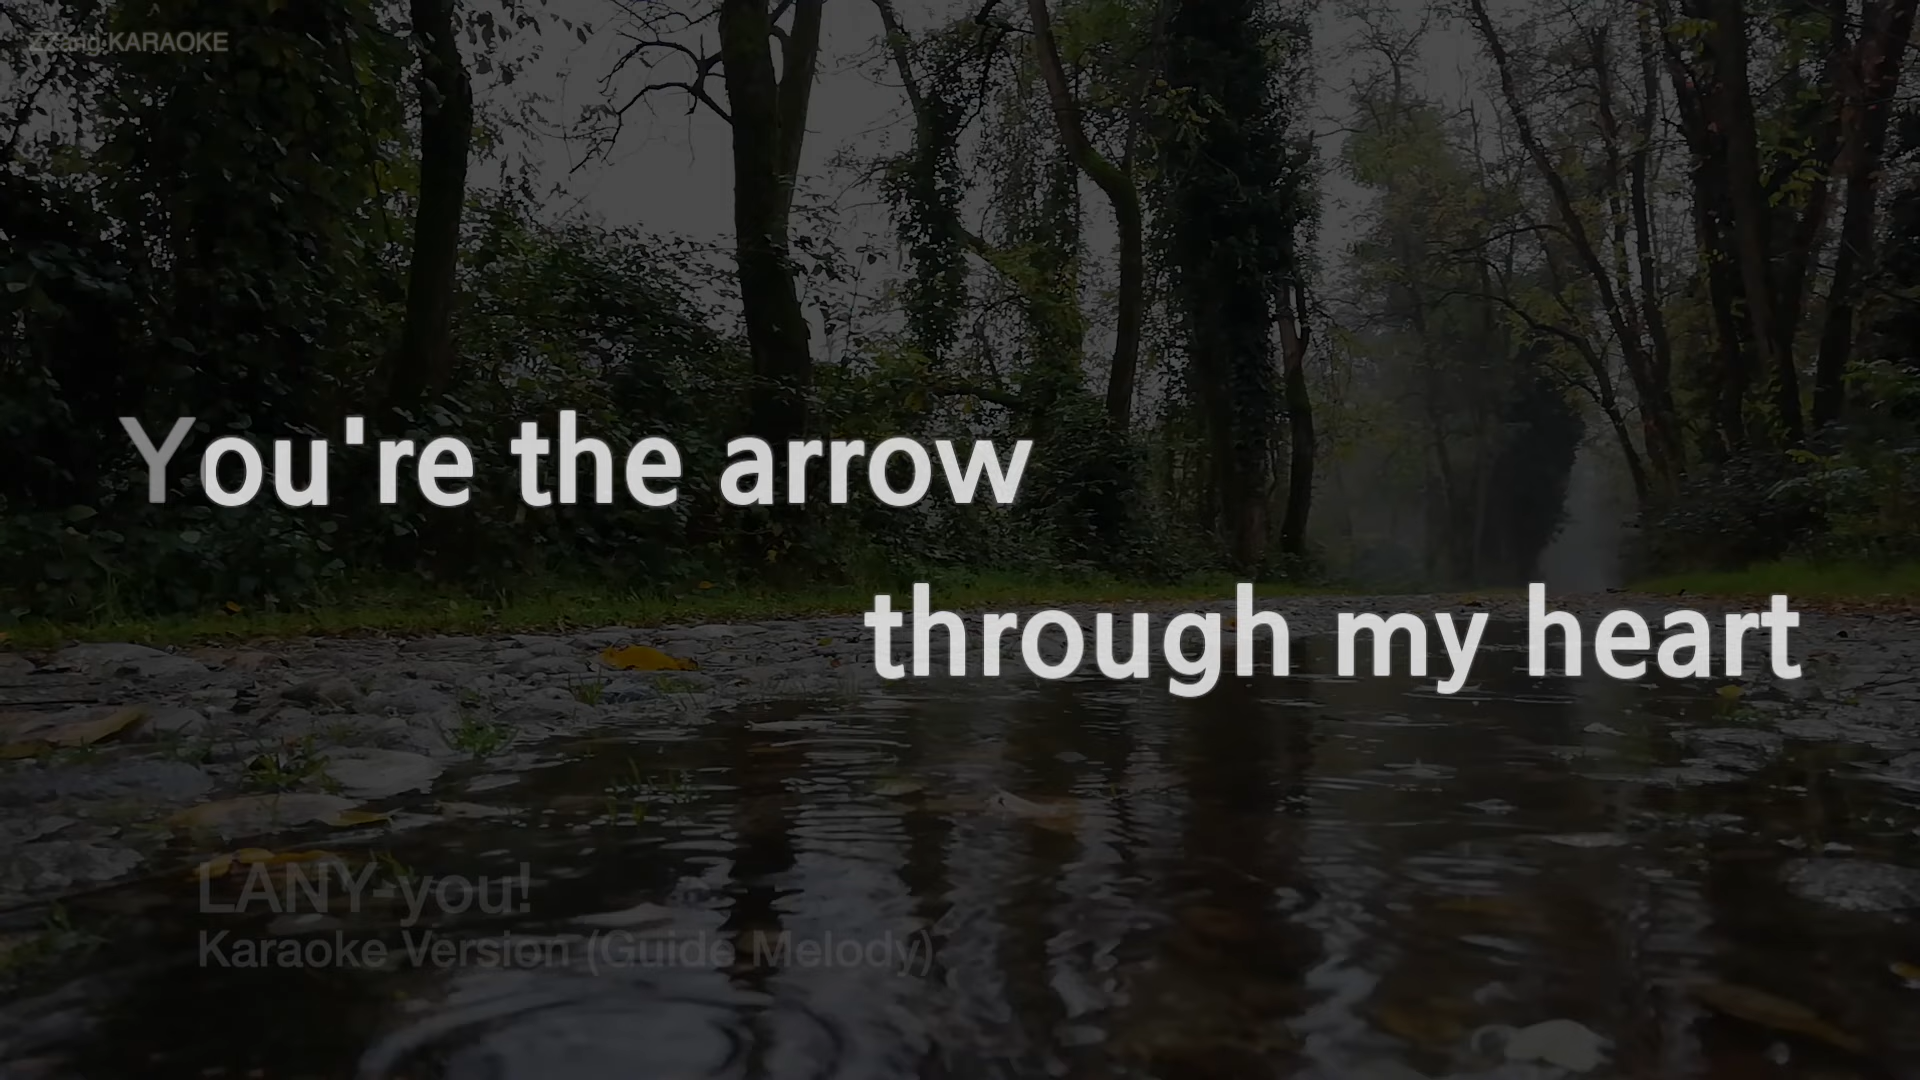 ZZang KARAOKE
You're the arrow
through my heart
LANY-you!
Karaoke Version (Guide Melody)